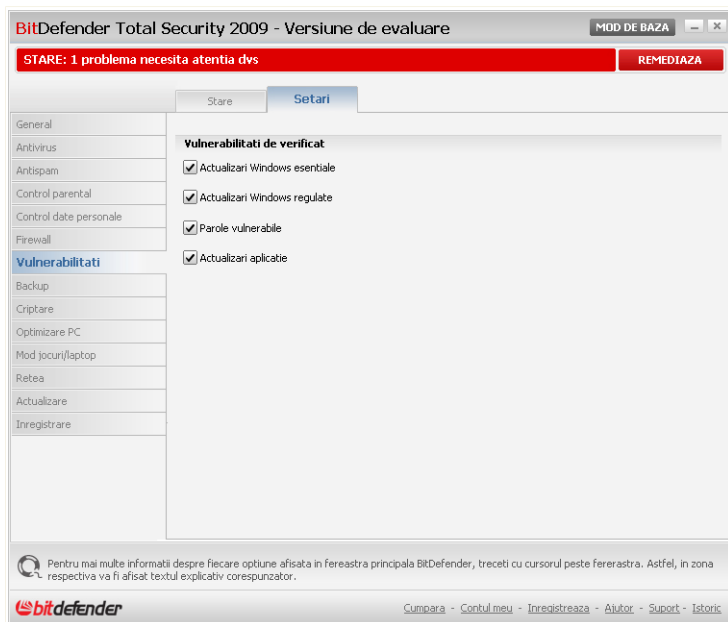 BitDefender Total Security 2009 - Versiune de evaluare
MOD DE BAZA
STARE: 1 problema necesita atentia dvs
REMEDIAZA
Stare
Setari
General
Antivirus
Antispam
Control parental
Control date personale
Firewall
Vulnerabilitati
Backup
Criptare
Optimizare PC
Mod jocuri/laptop
Retea
Actualizare
Inregistrare
Vulnerabilitati de verificat
Actualizari Windows esentiale
Actualizari Windows regulate
Parole vulnerabile
Actualizari aplicatie
Pentru mai multe informatii despre fiecare optiune afisata in fereastra principala BitDefender, treceti cu cursorul peste fererastra. Astfel, in zona
respectiva va fi afisat textul explicativ corespunzator.
bitdefender
Cumpara - Contul meu - Inregistreaza - Ajutor - Suport - Istoric